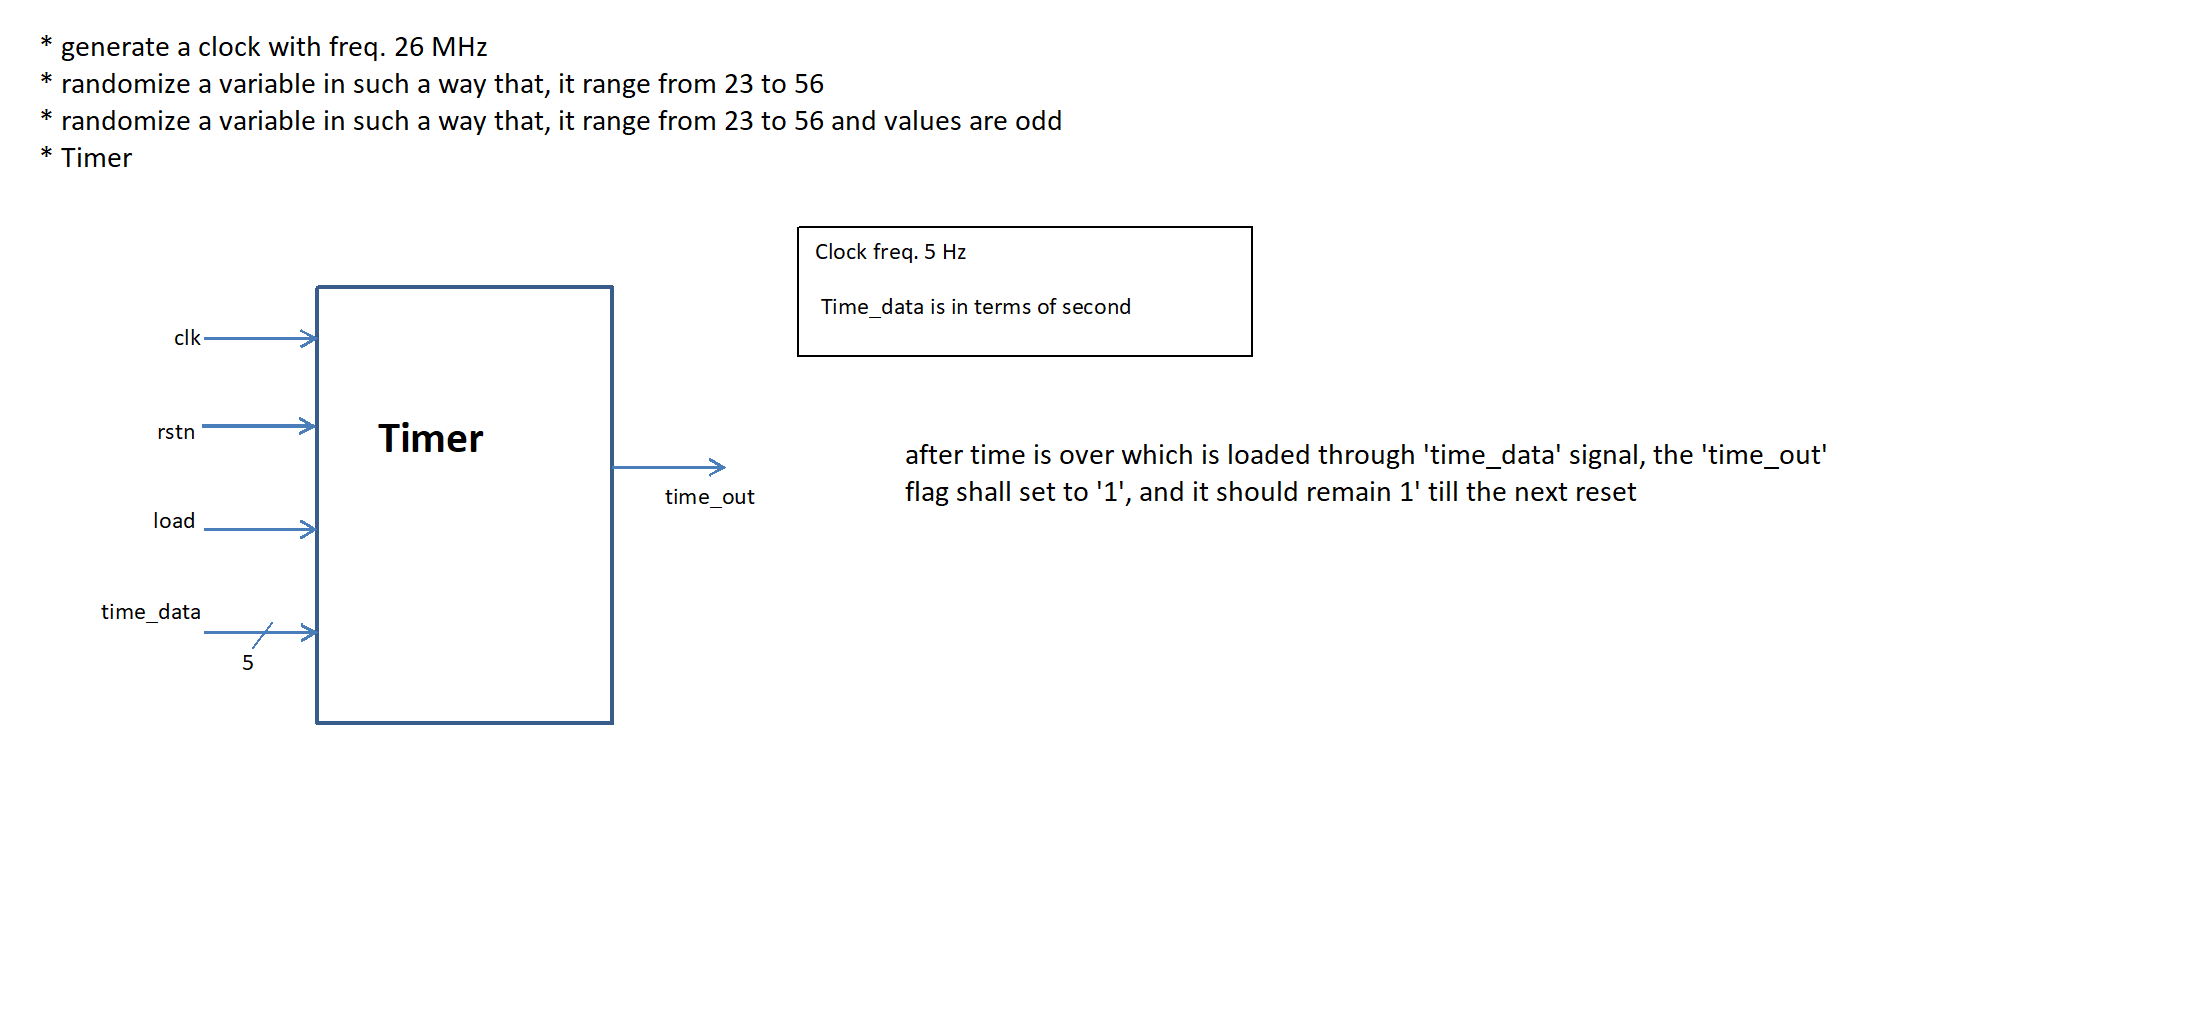 * generate a clock with freq. 26 MHz
* randomize a variable in such a way that, it range from 23 to 56
* randomize a variable in such a way that, it range from 23 to 56 and values are odd
* Timer
Clock freq. 5 Hz
Time_data is in terms of second
clk
rstn
Timer
load
time_data
5
time_out
after time is over which is loaded through 'time_data' signal, the 'time_out'
flag shall set to '1', and it should remain 1' till the next reset